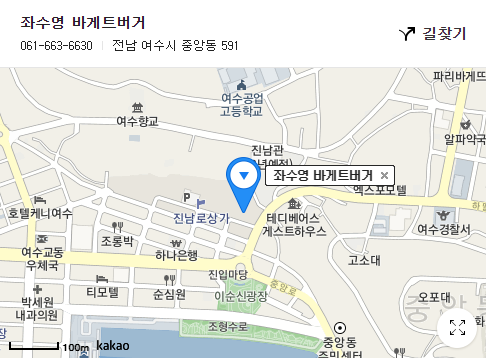 좌수영 바게트버거
061-663-6630 전남 여수시 중앙동 591
길찾기
파리바게뜨
여수공업
고등학교
여수향교
알파약국
진남관
좌수영 바게트버거 ×
엑스포모텔
P
진남로상가
테디베어스
게스트하우스
호텔케니여수
여수경찰서
조롱박
여수교동
우체국
하나은행
고소대
진입마당
중앙로
이순신광장
티모텔
순심원
오포대
박세원
내과의원
조형수로
중앙동
주민센터
100m kakao